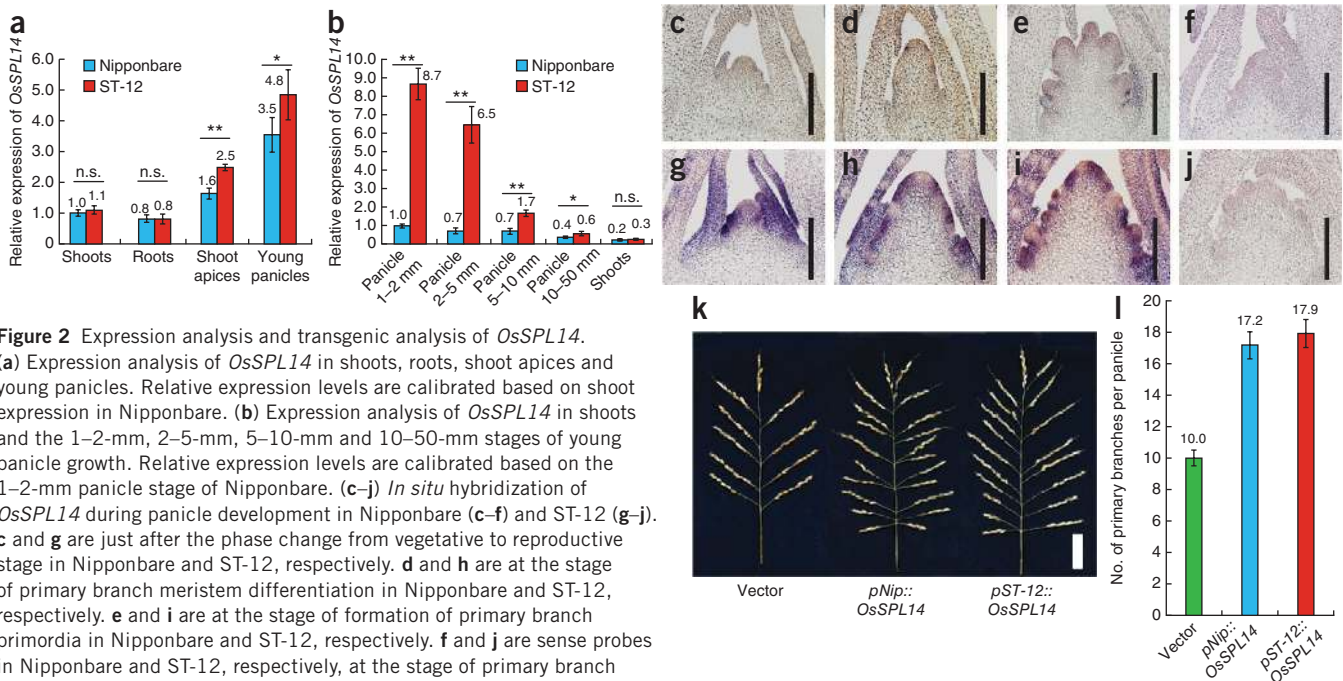 a
Relative expression of OsSPL14
6.0
5.0
4.0
3.0
2.0
1.0
0
Nipponbare
ST-12
n.s.
1.0
1.1
n.s.
0.8
0.8
**
1.6
2.5
*
3.5
4.8
Shoots
Roots
Shoot
apices
Young
panicles
b
Relative expression of OsSPL14
10.0
9.0
8.0
7.0
6.0
5.0
4.0
3.0
2.0
1.0
0
Nipponbare
ST-12
**
1.0
8.7
**
0.7
6.5
**
0.7
1.7
*
0.4
0.6
n.s.
0.2
0.3
Panicle
1–2 mm
Panicle
2–5 mm
Panicle
5–10 mm
Panicle
10–50 mm
Shoots
c
d
e
f
g
h
i
j
Figure 2 Expression analysis and transgenic analysis of OsSPL14.
(a) Expression analysis of OsSPL14 in shoots, roots, shoot apices and
young panicles. Relative expression levels are calibrated based on shoot
expression in Nipponbare. (b) Expression analysis of OsSPL14 in shoots
and the 1–2-mm, 2–5-mm, 5–10-mm and 10–50-mm stages of young
panicle growth. Relative expression levels are calibrated based on the
1–2-mm panicle stage of Nipponbare. (c–j) In situ hybridization of
OsSPL14 during panicle development in Nipponbare (c–f) and ST-12 (g–j).
c and g are just after the phase change from vegetative to reproductive
stage in Nipponbare and ST-12, respectively. d and h are at the stage
of primary branch meristem differentiation in Nipponbare and ST-12,
respectively. e and i are at the stage of formation of primary branch
primordia in Nipponbare and ST-12, respectively. f and j are sense probes
in Nipponbare and ST-12, respectively, at the stage of primary branch
k
Vector
pNip::
OsSPL14
pST-12::
OsSPL14
l
No. of primary branches per panicle
20
18
16
14
12
10
8
6
4
2
0
10.0
17.2
17.9
Vector
pNip::
OsSPL14
pST-12::
OsSPL14